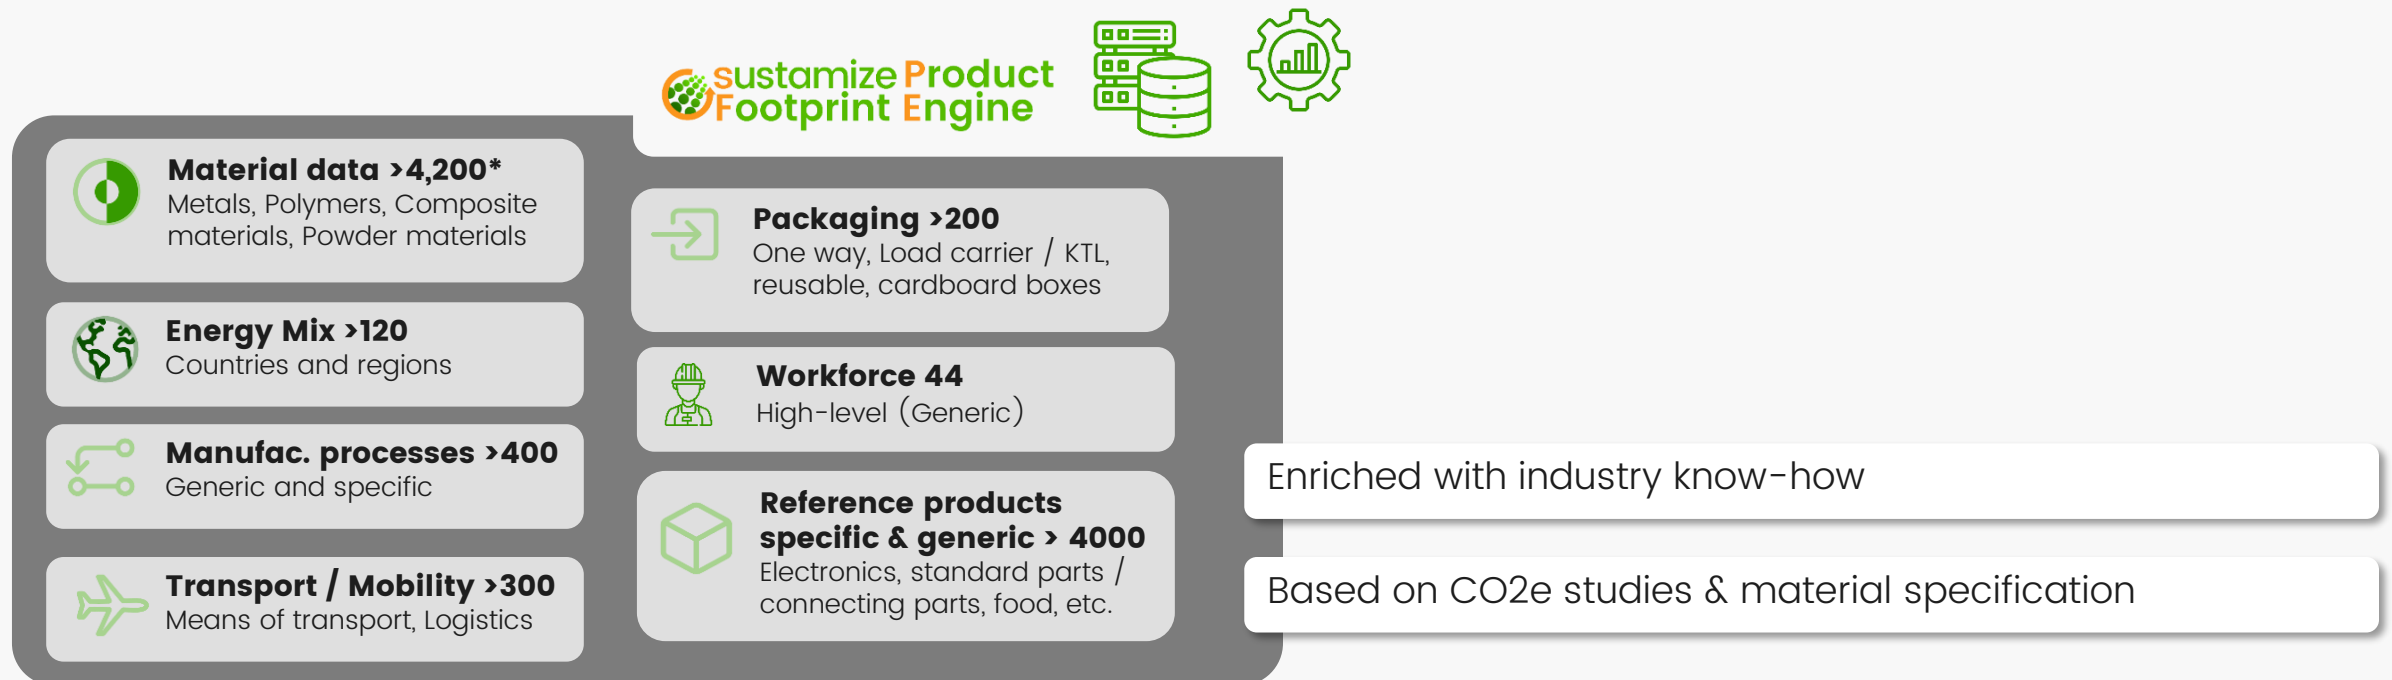 sustamize Product
Footprint Engine
Material data >4,200*
Metals, Polymers, Composite
materials, Powder materials
Energy Mix >120
Countries and regions
Manufac. processes >400
Generic and specific
Transport / Mobility >300
Means of transport, Logistics
Packaging >200
One way, Load carrier / KTL,
reusable, cardboard boxes
Workforce 44
High-level (Generic)
Reference products
specific & generic > 4000
Electronics, standard parts /
connecting parts, food, etc.
Enriched with industry know-how
Based on CO2e studies & material specification